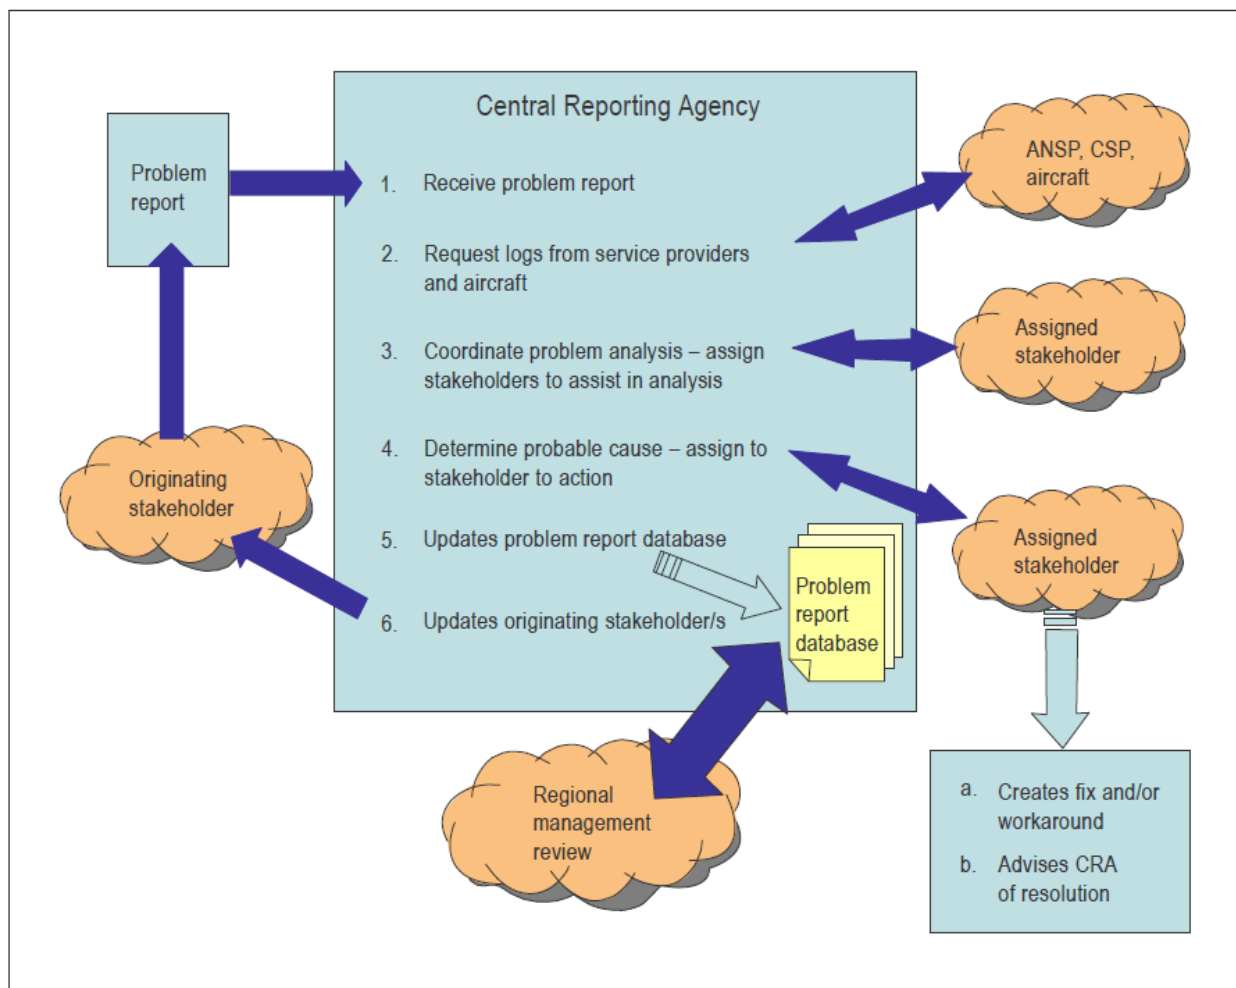 Central Reporting Agency
Problem
report
1. Receive problem report
2. Request logs from service providers
and aircraft
3. Coordinate problem analysis – assign
stakeholders to assist in analysis
4. Determine probable cause – assign to
stakeholder to action
5. Updates problem report database
6. Updates originating stakeholder/s
ANSP, CSP,
aircraft
Assigned
stakeholder
Assigned
stakeholder
Originating
stakeholder
Problem
report
database
Regional
management
review
a. Creates fix and/or
workaround
b. Advises CRA
of resolution